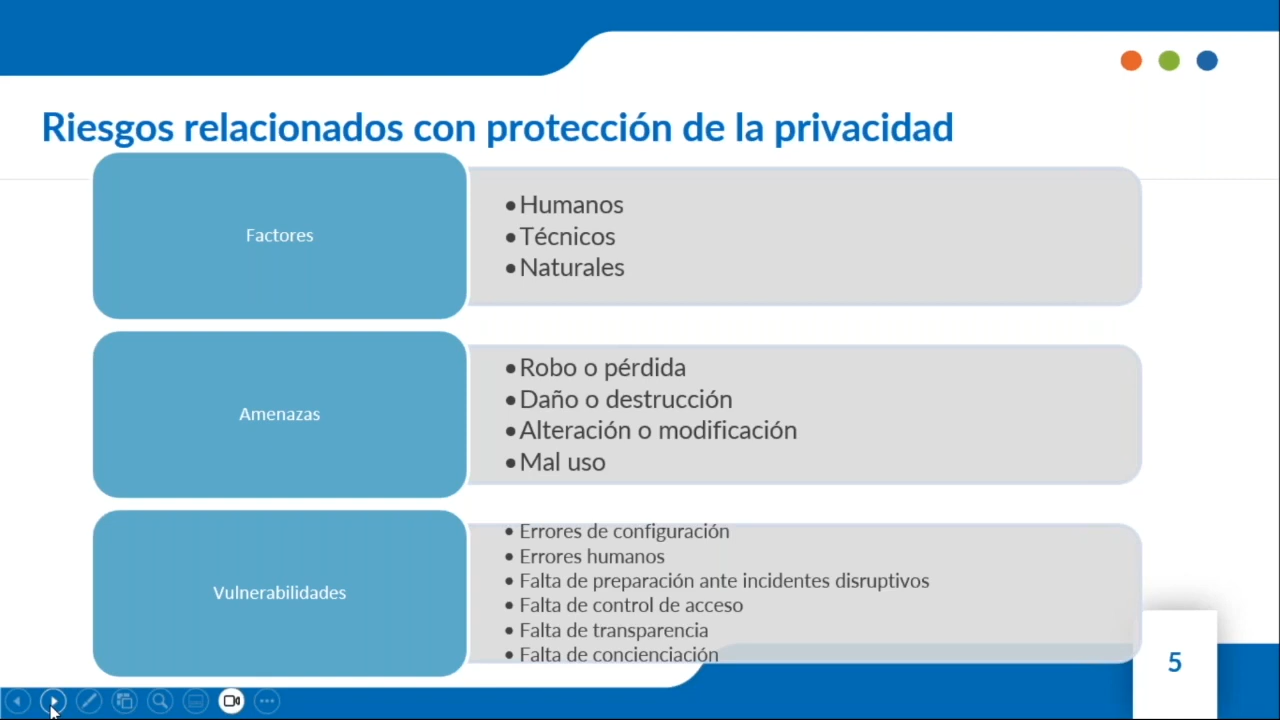 Riesgos relacionados con protección de la privacidad
Factores
•Humanos
•Técnicos
•Naturales
Amenazas
•Robo o pérdida
•Daño o destrucción
•Alteración o modificación
•Mal uso
Vulnerabilidades
• Errores de configuración
• Errores humanos
• Falta de preparación ante incidentes disruptivos
• Falta de control de acceso
• Falta de transparencia
• Falta de concienciación
5